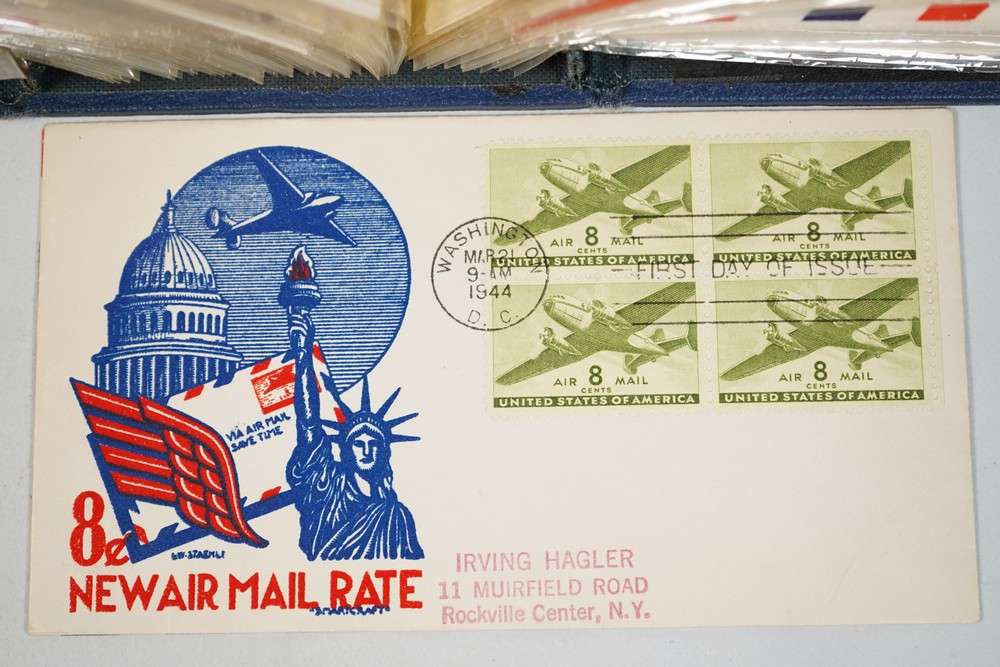 WASHINGTON
MAR 21
9-AM
1944
D. C.
FIRST DAY OF ISSUE
AIR 8 MAIL
CENTS
UNITED STATES OF AMERICA
AIR 8 MAIL
CENTS
UNITED STATES OF AMERICA
AIR 8 MAIL
CENTS
UNITED STATES OF AMERICA
AIR 8 MAIL
CENTS
UNITED STATES OF AMERICA
VIA AIR MAIL
SAVE TIME
8¢
W. STAEHLE
NEW AIR MAIL RATE
"SMARTCRAFT"
IRVING HAGLER
11 MUIRFIELD ROAD
Rockville Center, N.Y.